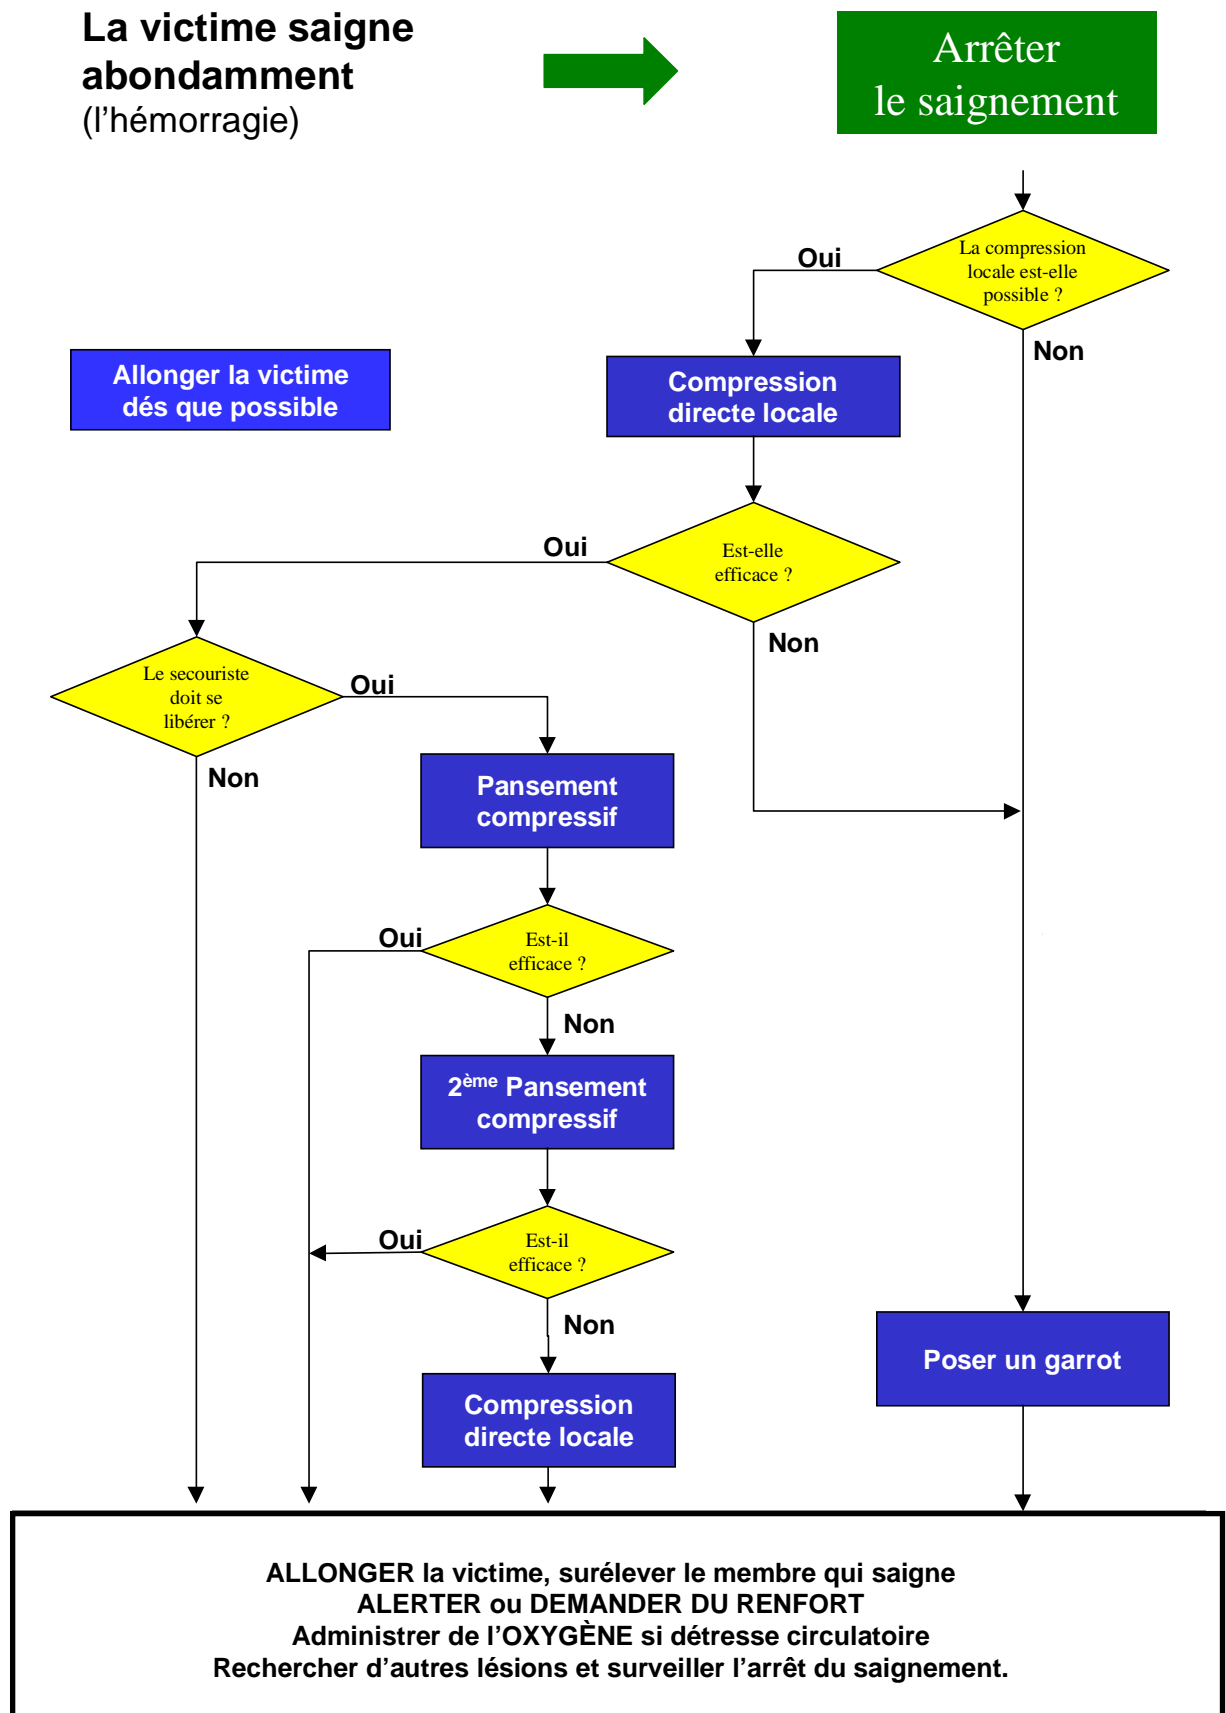 La victime saigne
abondamment
(l'hémorragie)
Arrêter
le saignement
La compression
locale est-elle
possible ?
Oui
Non
Allonger la victime
dés que possible
Compression
directe locale
Est-elle
efficace ?
Oui
Non
Le secouriste
doit se
libérer ?
Oui
Non
Pansement
compressif
Est-il
efficace ?
Oui
Non
2ème Pansement
compressif
Est-il
efficace ?
Oui
Non
Compression
directe locale
Poser un garrot
ALLONGER la victime, surélever le membre qui saigne
ALERTER ou DEMANDER DU RENFORT
Administrer de l'OXYGÈNE si détresse circulatoire
Rechercher d'autres lésions et surveiller l'arrêt du saignement.